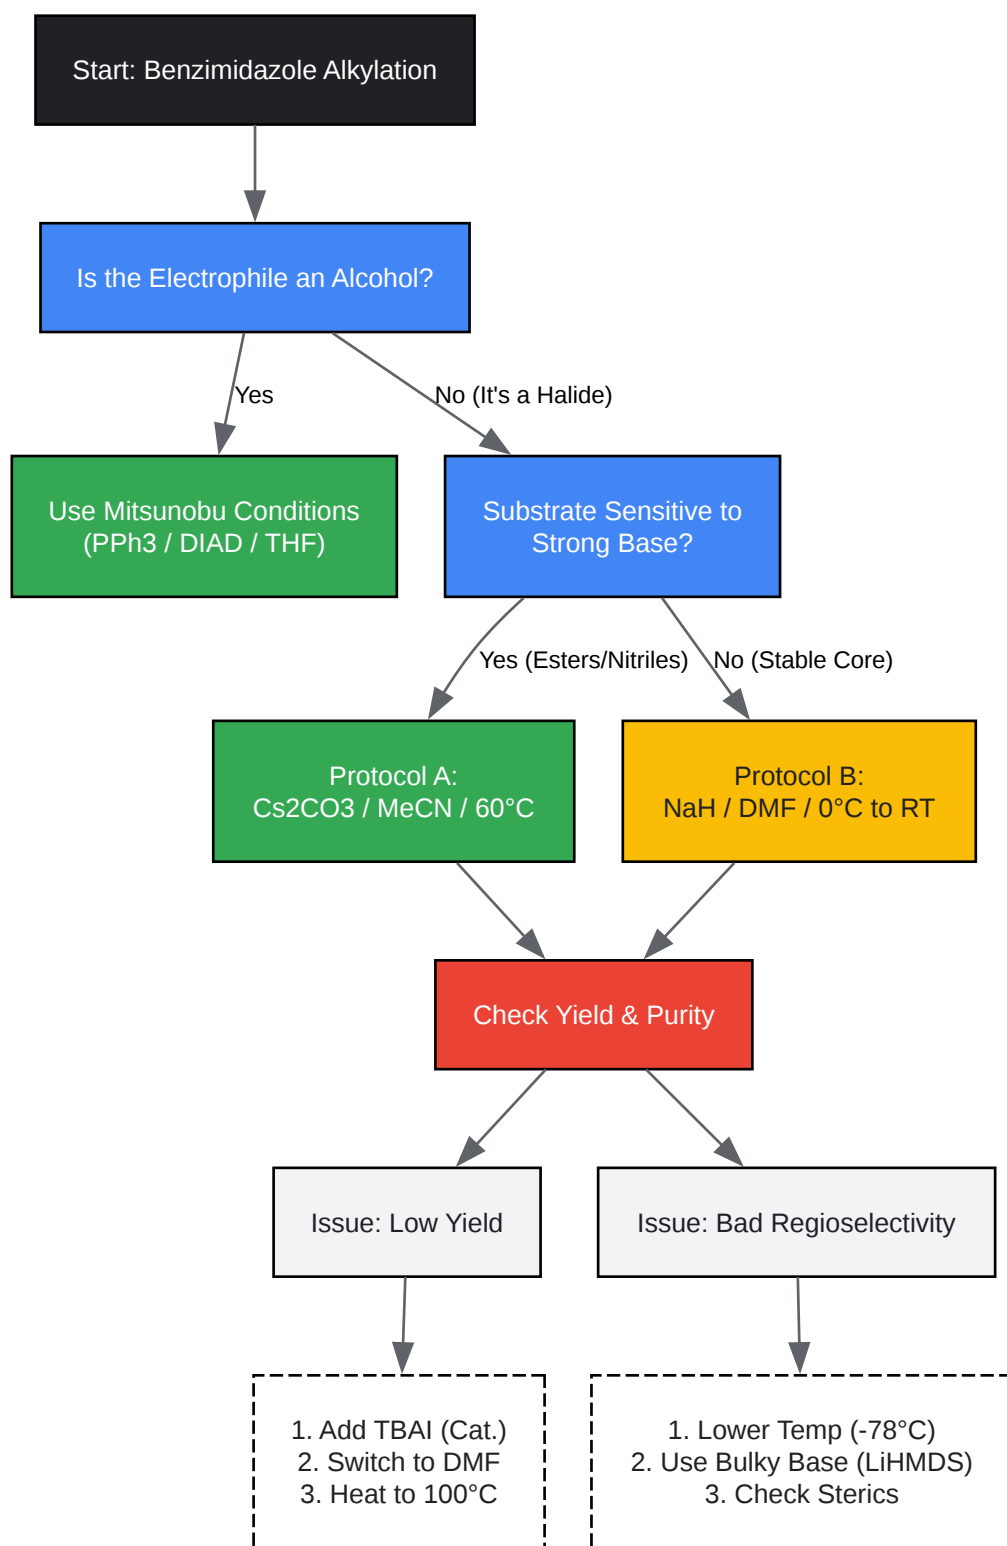 Start: Benzimidazole Alkylation
Is the Electrophile an Alcohol?
Yes
No (It's a Halide)
Use Mitsunobu Conditions
(PPh3 / DIAD / THF)
Substrate Sensitive to
Strong Base?
Yes (Esters/Nitriles)
No (Stable Core)
Protocol A:
Cs2CO3 / MeCN / 60°C
Protocol B:
NaH / DMF / 0°C to RT
Check Yield & Purity
Issue: Low Yield
Issue: Bad Regioselectivity
1. Add TBAI (Cat.)
2. Switch to DMF
3. Heat to 100°C
1. Lower Temp (-78°C)
2. Use Bulky Base (LiHMDS)
3. Check Sterics